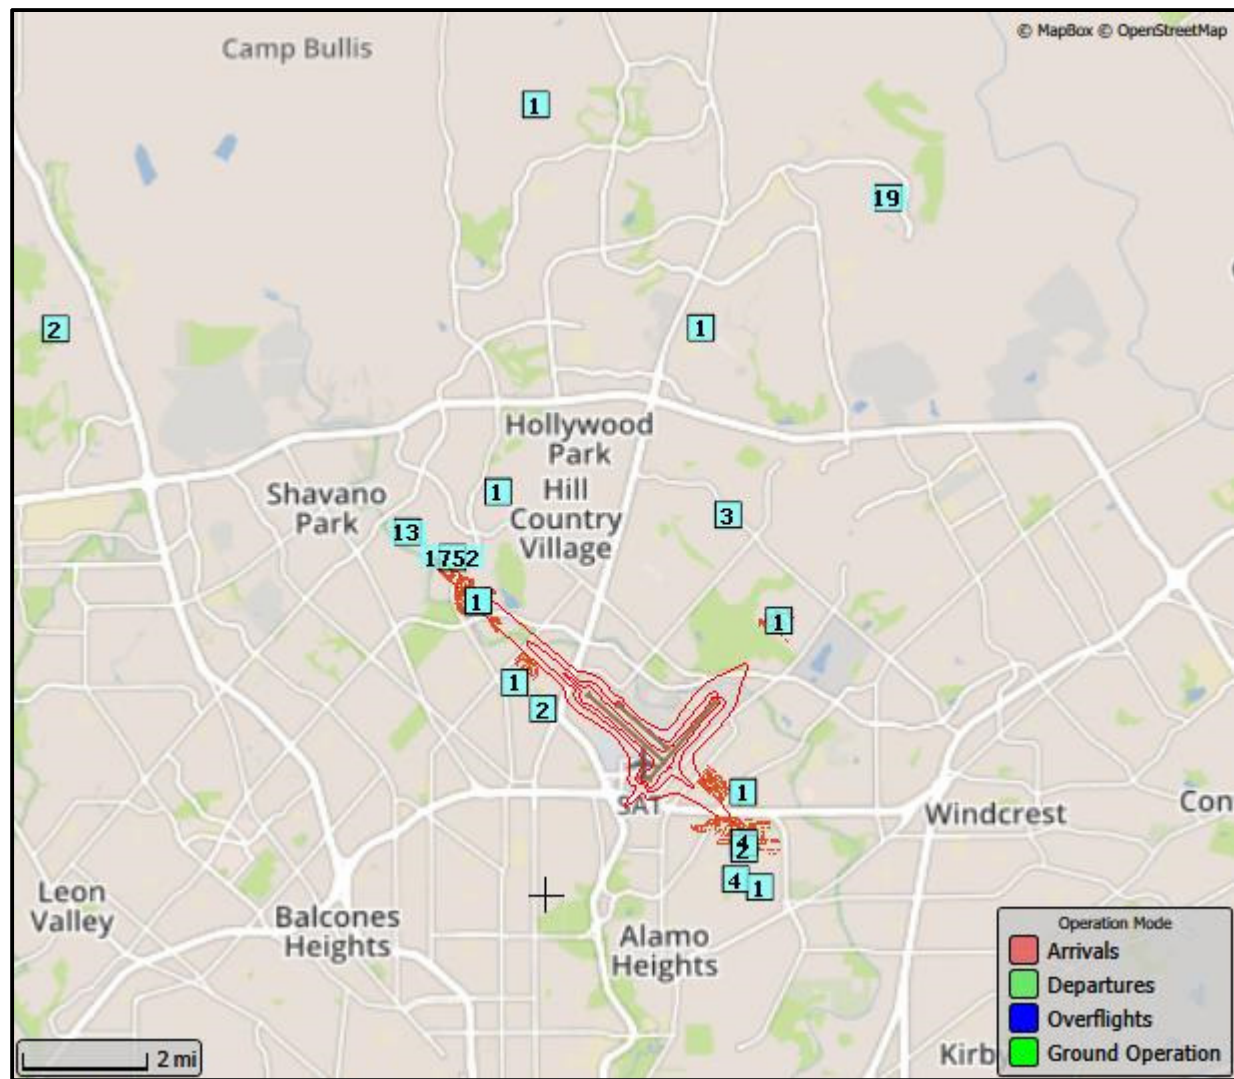 © MapBox © OpenStreetMap
Camp Bullis
1
19
2
1
Hollywood
Park
Shavano
Park
1
Hill
Country
Village
3
13
1752
1
1
1
2
1
SAT
Windcrest
Con
4
2
4
1
Leon
Valley
Balcones
Heights
Alamo
Heights
Operation Mode
Arrivals
Departures
Overflights
Ground Operation
Kirb
2 mi